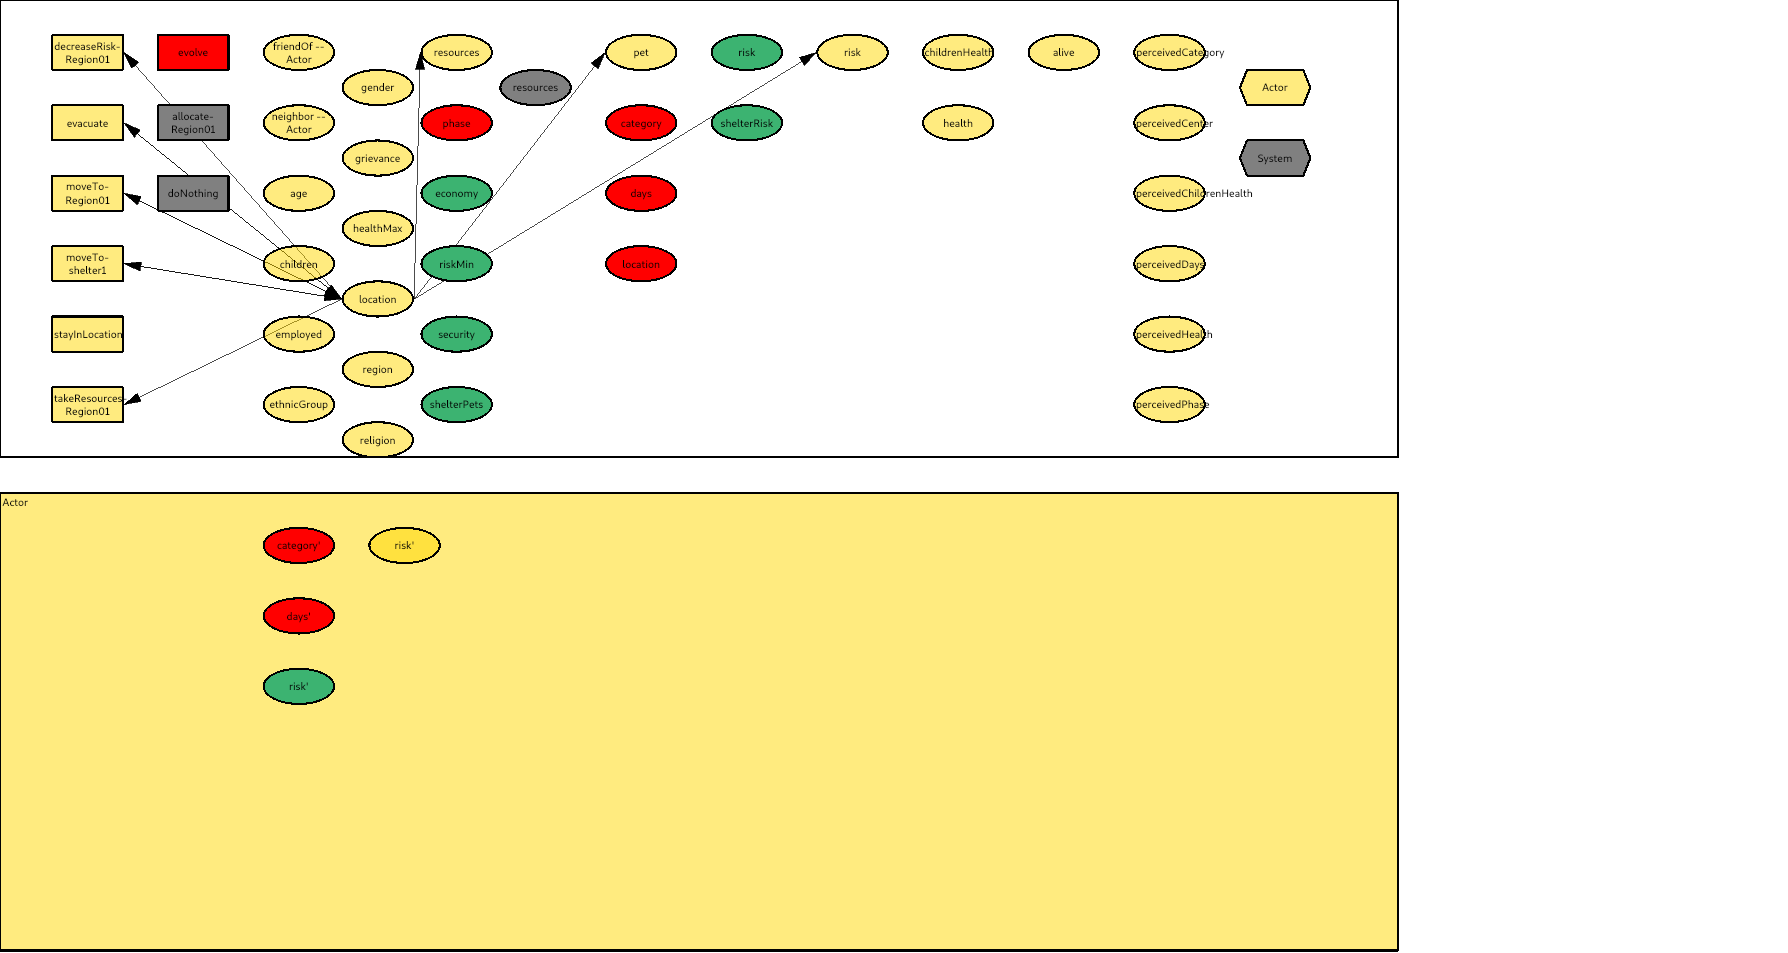 decreaseRisk-
Region01
evolve
friendOf --
Actor
resources
pet
risk
risk
childrenHealth
alive
perceivedCategory
gender
resources
Actor
evacuate
allocate-
Region01
neighbor --
Actor
phase
category
shelterRisk
health
perceivedCenter
grievance
System
moveTo-
Region01
doNothing
age
economy
days
perceivedChildrenHealth
healthMax
moveTo-
shelter1
children
riskMin
location
perceivedDays
location
stayInLocation
employed
security
perceivedHealth
region
takeResources-
Region01
ethnicGroup
shelterPets
perceivedPhase
religion
Actor
category'
risk'
days'
risk'